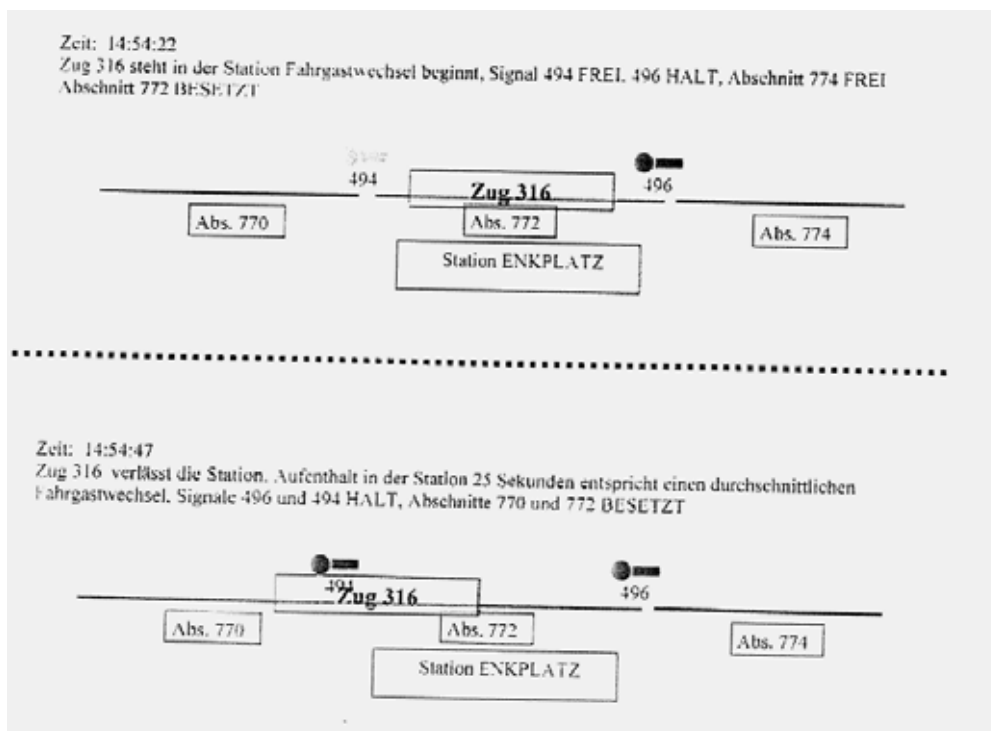 Zeit: 14:54:22
Zug 316 steht in der Station Fahrgastwechsel beginnt, Signal 494 FREI. 496 HALT, Abschnitt 774 FREI
Abschnitt 772 BESETZT
494
Zug 316
496
Abs. 770
Abs. 772
Abs. 774
Station ENKPLATZ
Zeit: 14:54:47
Zug 316 verlässt die Station. Aufenthalt in der Station 25 Sekunden entspricht einen durchschnittlichen
Fahrgastwechsel. Signale 496 und 494 HALT, Abschnitte 770 und 772 BESETZT
494
Zug 316
496
Abs. 770
Abs. 772
Abs. 774
Station ENKPLATZ